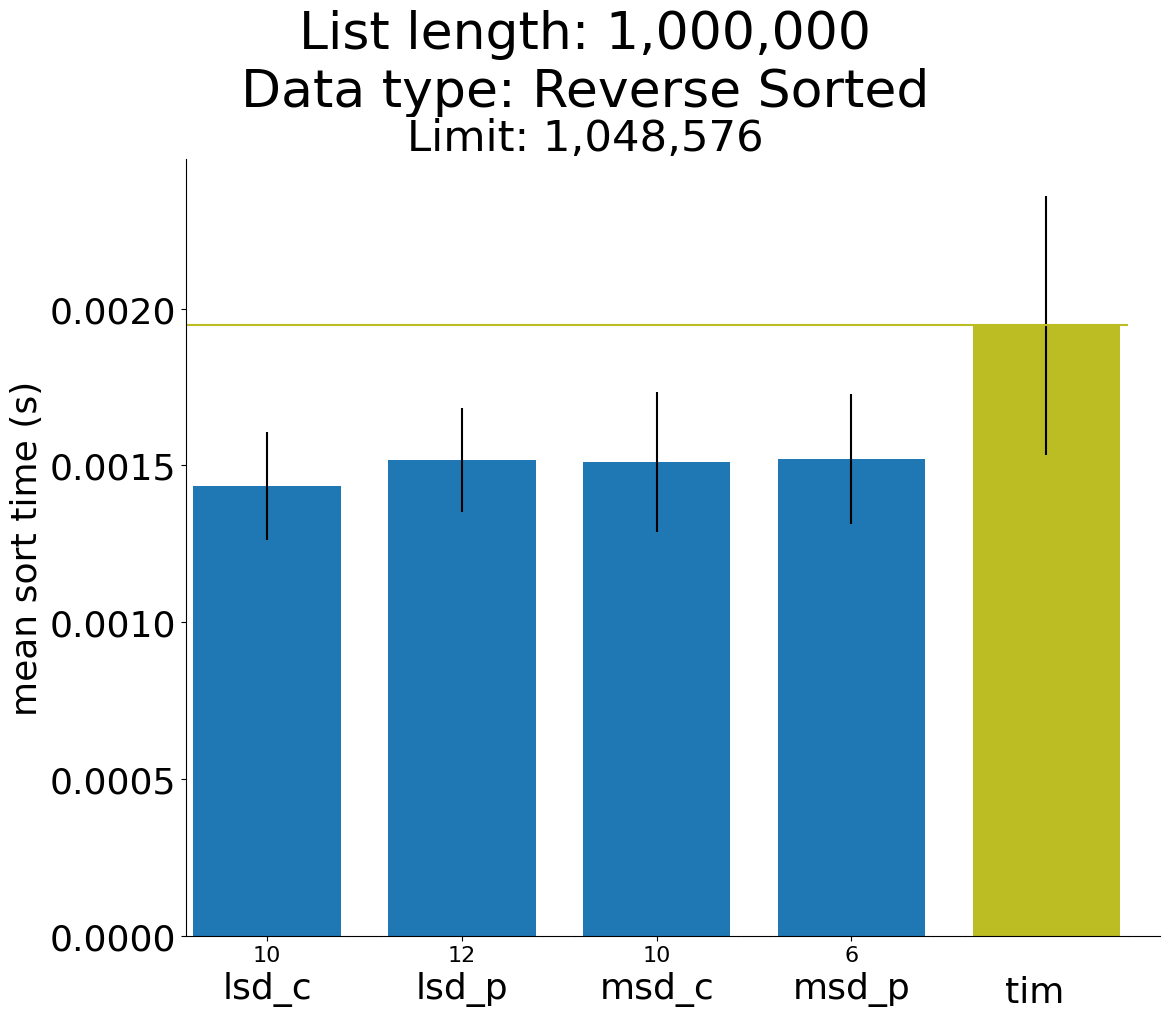 List length: 1,000,000
Data type: Reverse Sorted
Limit: 1,048,576
mean sort time (s)
0.0020
0.0015
0.0010
0.0005
0.0000
10 12 10 6
lsd_c lsd_p msd_c msd_p tim